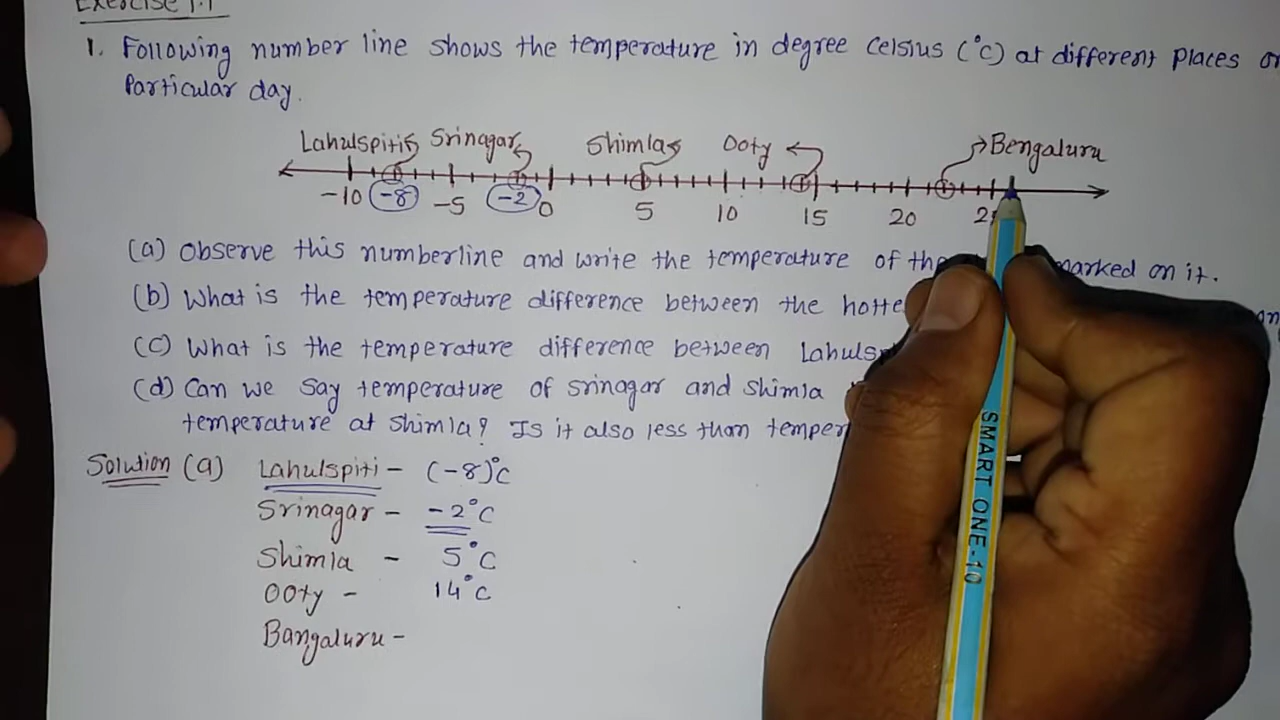 Exercise 1.1
1. Following number line shows the temperature in degree celsius (°C) at different places on
Particular day.
Lahulspitis Srinagar Shimla Ooty Bengaluru
-10 -8 -5 -2 0 5 10 15 20 25
(a) Observe this numberline and write the temperature of the marked on it.
(b) What is the temperature difference between the
(c) What is the temperature difference between
(d) Can we say temperature of srinagar and shimla
temperature at shimla? Is it also less than
Solution (a) Lahulspiti - (-8)°C
Srinagar - -2°C
Shimla - 5°C
Ooty - 14°C
Bangaluru -
SMART ONE-10